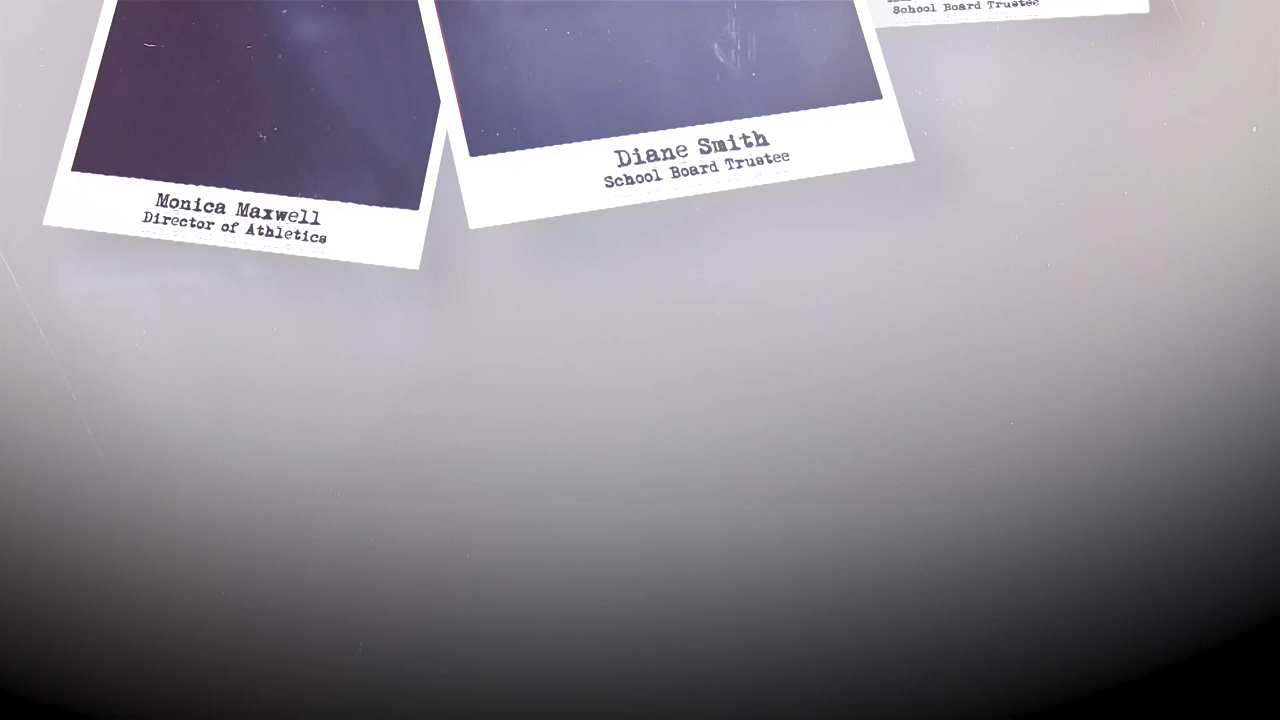 Monica Maxwell
Director of Athletics
Diane Smith
School Board Trustee
School Board Trustee